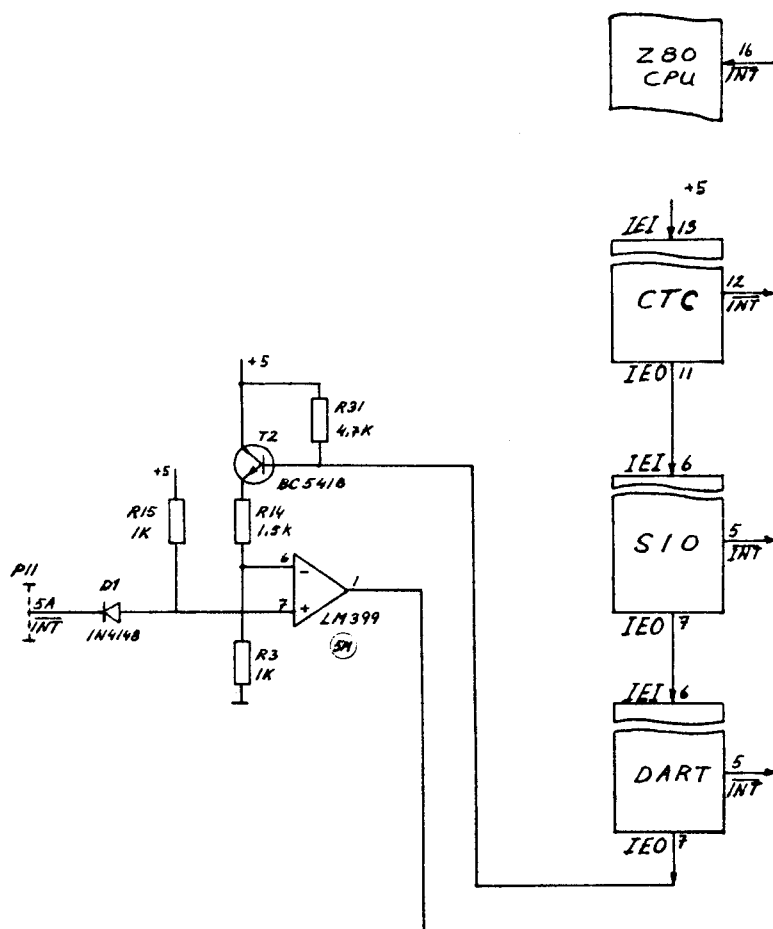 Z80
CPU
16
INT
+5
IEI 13
CTC
12
INT
IEO 11
+5
R31
4,7K
T2
BC541B
+5
R15
1K
R14
1.5K
IEI 6
SIO
5
INT
IEO 7
P11
5A
INT
D1
1N4148
6
-
7
+
1
LM399
5M
R3
1K
IEI 6
DART
5
INT
IEO 7